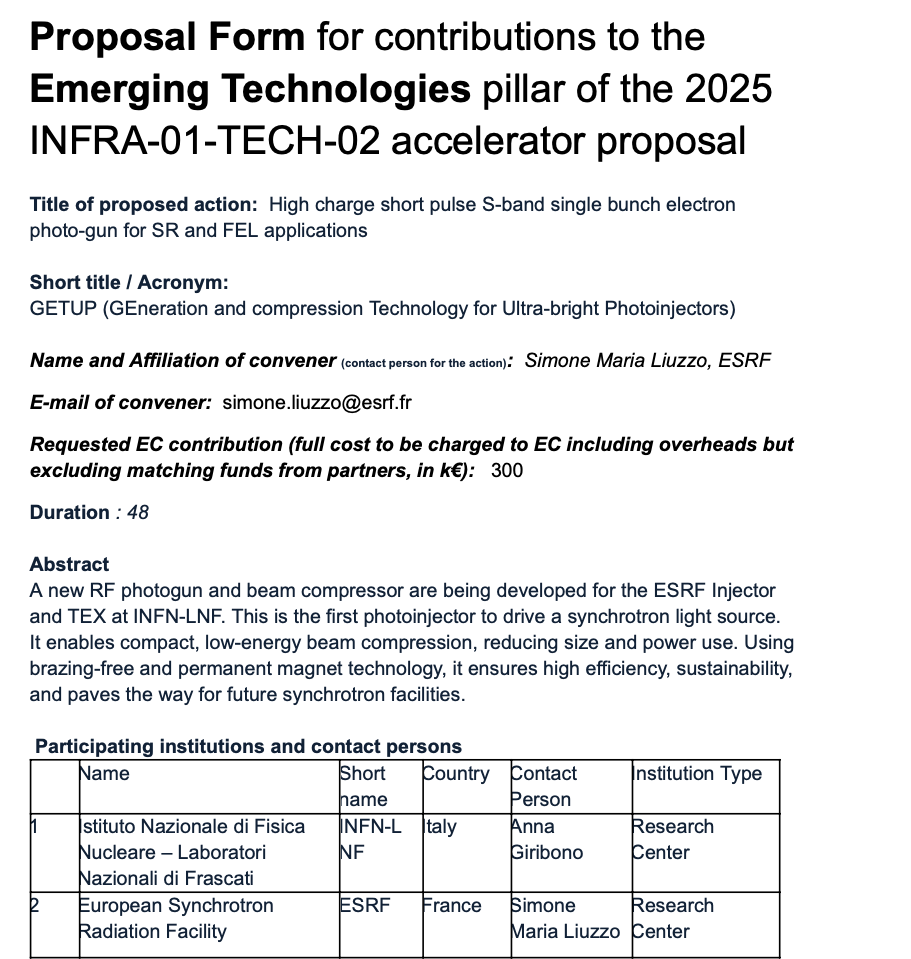 Proposal Form for contributions to the
Emerging Technologies pillar of the 2025
INFRA-01-TECH-02 accelerator proposal
Title of proposed action: High charge short pulse S-band single bunch electron
photo-gun for SR and FEL applications
Short title / Acronym:
GETUP (GEneration and compression Technology for Ultra-bright Photoinjectors)
Name and Affiliation of convener (contact person for the action): Simone Maria Liuzzo, ESRF
E-mail of convener: simone.liuzzo@esrf.fr
Requested EC contribution (full cost to be charged to EC including overheads but
excluding matching funds from partners, in k€): 300
Duration : 48
Abstract
A new RF photogun and beam compressor are being developed for the ESRF Injector
and TEX at INFN-LNF. This is the first photoinjector to drive a synchrotron light source.
It enables compact, low-energy beam compression, reducing size and power use. Using
brazing-free and permanent magnet technology, it ensures high efficiency, sustainability,
and paves the way for future synchrotron facilities.
Participating institutions and contact persons
Name Short Country Contact Institution Type
name Person
1 Istituto Nazionale di Fisica INFN-L Italy Anna Research
Nucleare – Laboratori NF Giribono Center
Nazionali di Frascati
2 European Synchrotron ESRF France Simone Research
Radiation Facility Maria Liuzzo Center